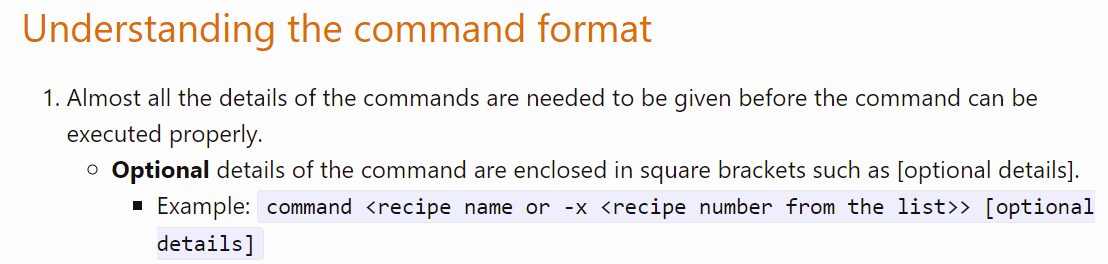 Understanding the command format
1. Almost all the details of the commands are needed to be given before the command can be
executed properly.
Optional details of the command are enclosed in square brackets such as [optional details].
Example: command <recipe name or -x <recipe number from the list>> [optional
details]